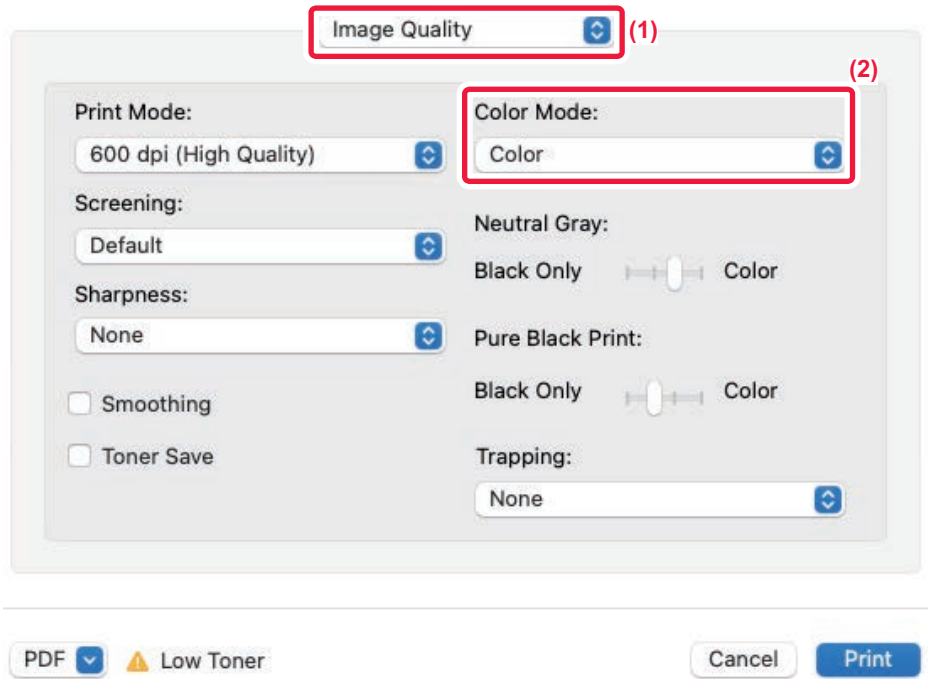 Image Quality
(1)
(2)
Print Mode:
600 dpi (High Quality)
Screening:
Default
Sharpness:
None
Smoothing
Toner Save
Color Mode:
Color
Neutral Gray:
Black Only Color
Pure Black Print:
Black Only Color
Trapping:
None
PDF Low Toner Cancel Print